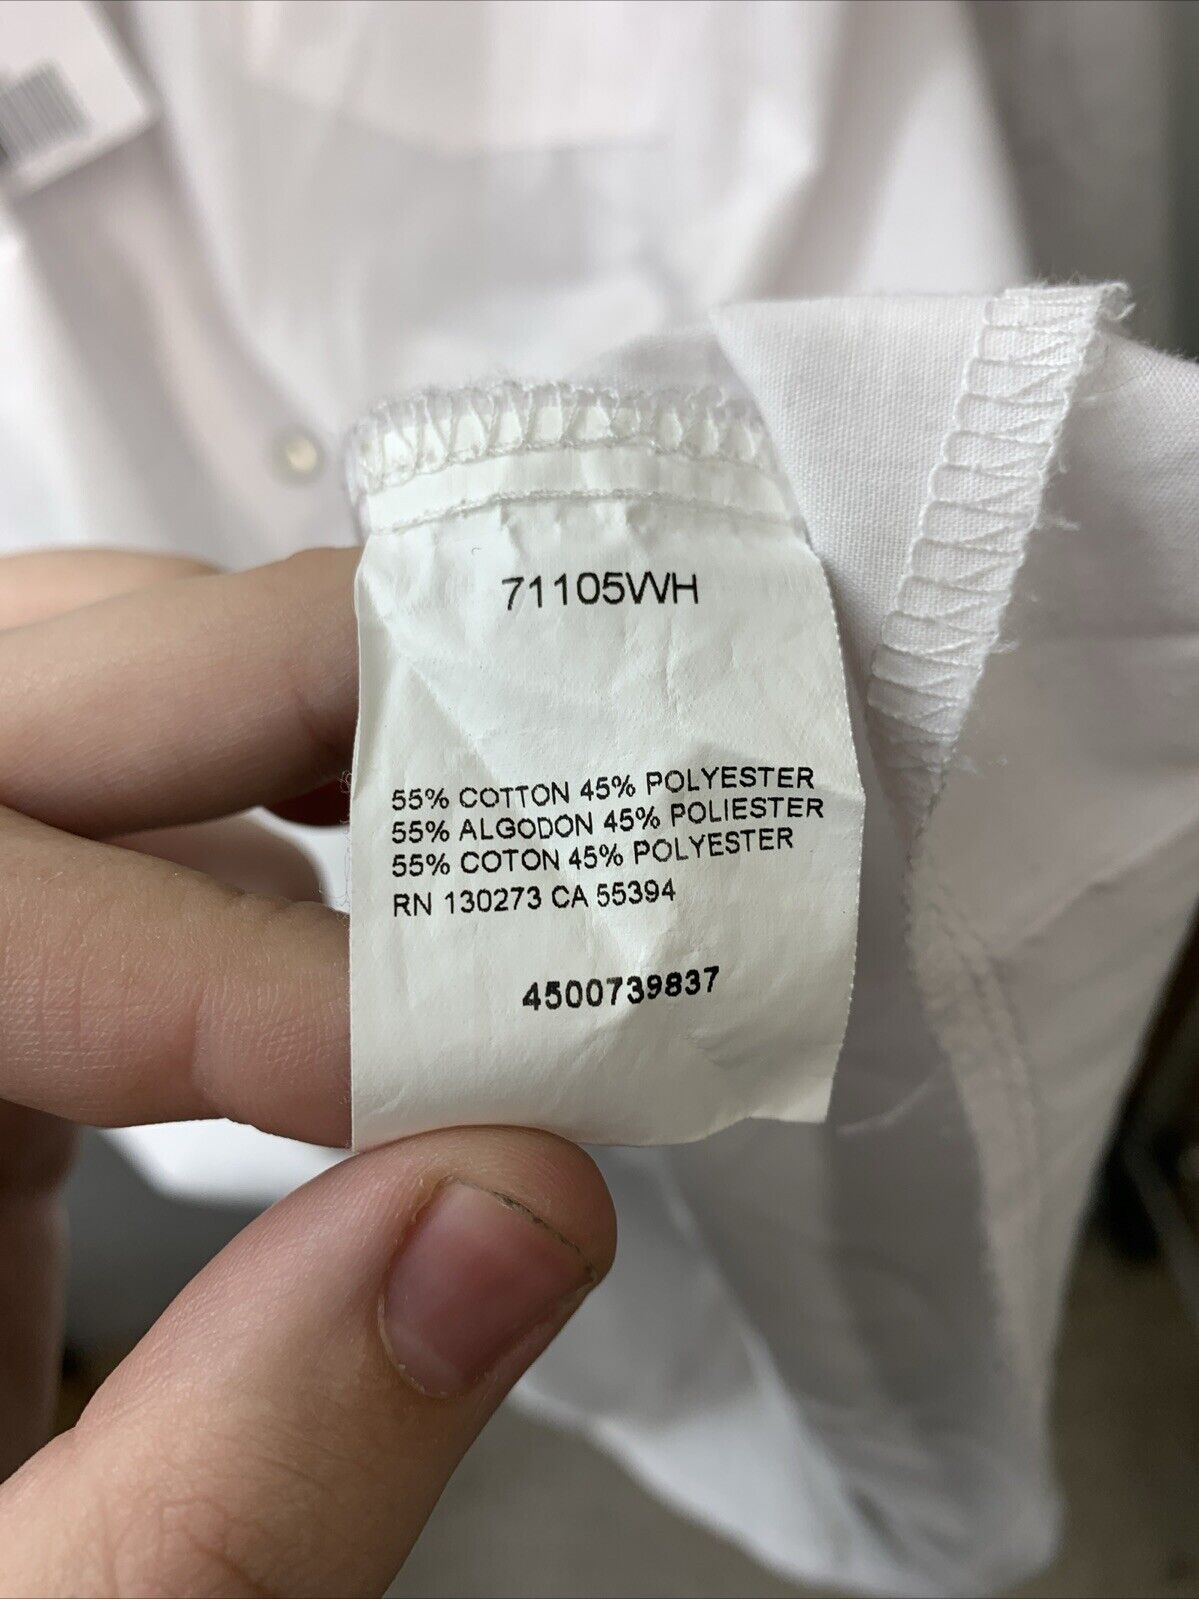 71105WH
55% COTTON 45% POLYESTER
55% ALGODON 45% POLIESTER
55% COTON 45% POLYESTER
RN 130273 CA 55394
4500739837